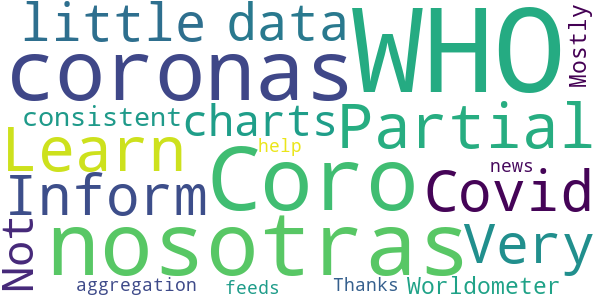 little data WHO Mostly
coronas
consistent charts Partial
Learn help
Inform Coro news Covid
Not nosotras Very
aggregation feeds Thanks Worldometer